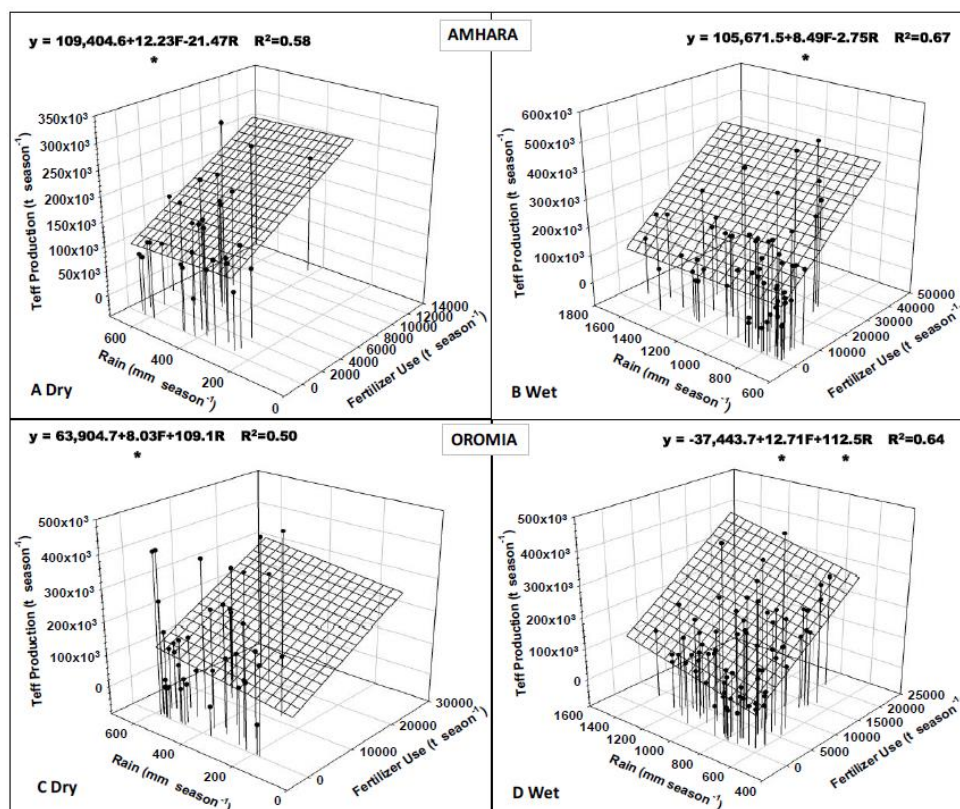 AMHARA
y = 109,404.6+12.23F-21.47R R²=0.58
*
350x10³
300x10³
250x10³
200x10³
150x10³
100x10³
50x10³
0
Teff Production (t season⁻¹)
600
400
200
0
Rain (mm season⁻¹)
0
2000
4000
6000
8000
10000
12000
14000
Fertilizer Use (t season⁻¹)
A Dry
y = 105,671.5+8.49F-2.75R R²=0.67
*
600x10³
500x10³
400x10³
300x10³
200x10³
100x10³
0
Teff Production (t season⁻¹)
1800
1600
1400
1200
1000
800
600
Rain (mm season⁻¹)
0
10000
20000
30000
40000
50000
Fertilizer Use (t season⁻¹)
B Wet
OROMIA
y = 63,904.7+8.03F+109.1R R²=0.50
*
500x10³
400x10³
300x10³
200x10³
100x10³
0
Teff Production (t season⁻¹)
600
400
200
0
Rain (mm season⁻¹)
0
10000
20000
30000
Fertilizer Use (t season⁻¹)
C Dry
y = -37,443.7+12.71F+112.5R R²=0.64
* *
500x10³
400x10³
300x10³
200x10³
100x10³
0
Teff Production (t season⁻¹)
1600
1400
1200
1000
800
600
400
Rain (mm season⁻¹)
0
5000
10000
15000
20000
25000
Fertilizer Use (t season⁻¹)
D Wet